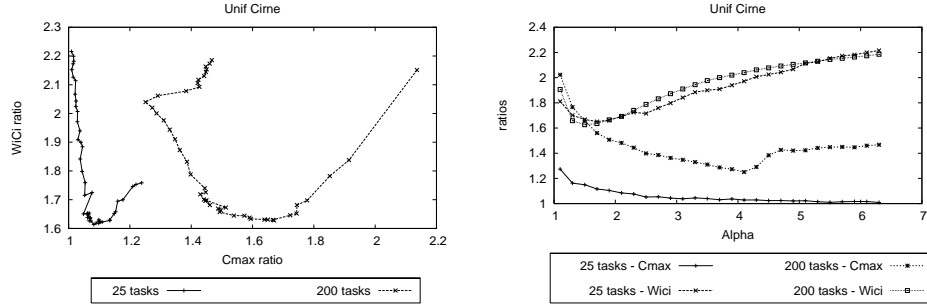 Unif Cirne
WiCi ratio
2.3
2.2
2.1
2
1.9
1.8
1.7
1.6
1 1.2 1.4 1.6 1.8 2 2.2
Cmax ratio
25 tasks 200 tasks
Unif Cirne
ratios
2.4
2.2
2
1.8
1.6
1.4
1.2
1
1 2 3 4 5 6 7
Alpha
25 tasks - Cmax 200 tasks - Cmax
25 tasks - Wici 200 tasks - Wici